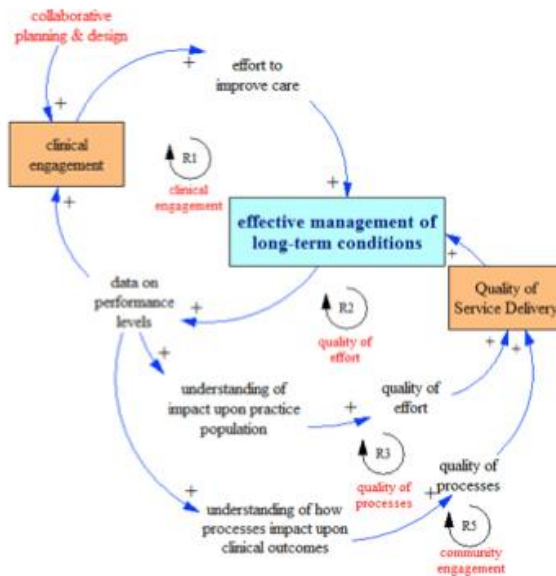 collaborative
planning & design
+
+
effort to
improve care
+
clinical
engagement
R1
clinical
engagement
+
+
effective management of
long-term conditions
+
data on
performance
levels
+
R2
quality of
effort
Quality of
Service Delivery
+
+
+
understanding of
impact upon practice
population
+
quality of
effort
R3
quality of
processes
+
quality of
processes
+
understanding of how
processes impact upon
clinical outcomes
R5
community
engagement